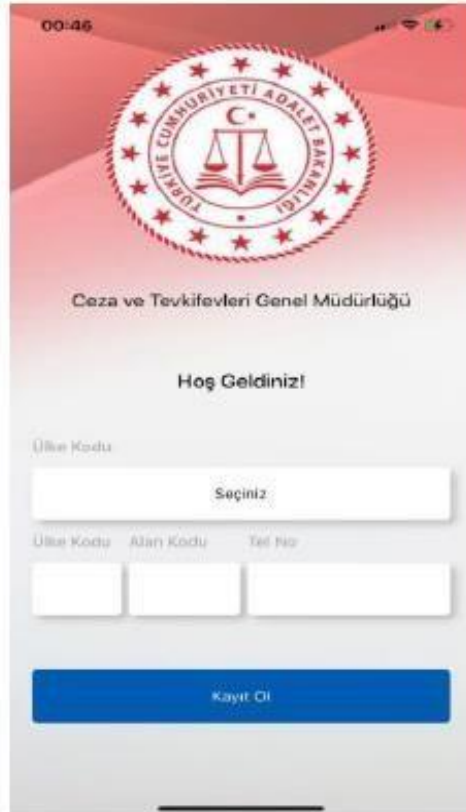 00:46
TÜRKİYE CUMHURİYETİ ADALET BAKANLIĞI
Ceza ve Tevkifevleri Genel Müdürlüğü
Hoş Geldiniz!
Ülke Kodu
Seçiniz
Ülke Kodu Alan Kodu Tel No
Kayıt Ol